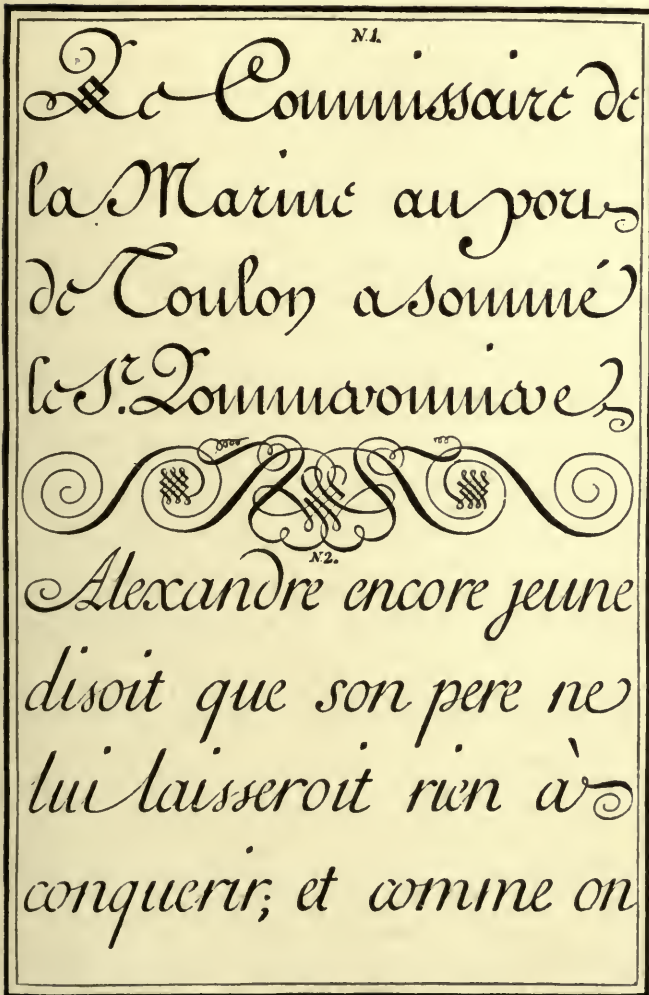 N.1.
Le Commissaire de
la Marine au port
de Toulon a sommé
le S.r
N.2.
Alexandre encore jeune
disoit que son pere ne
lui laisseroit rien à
conquerir; et comme on